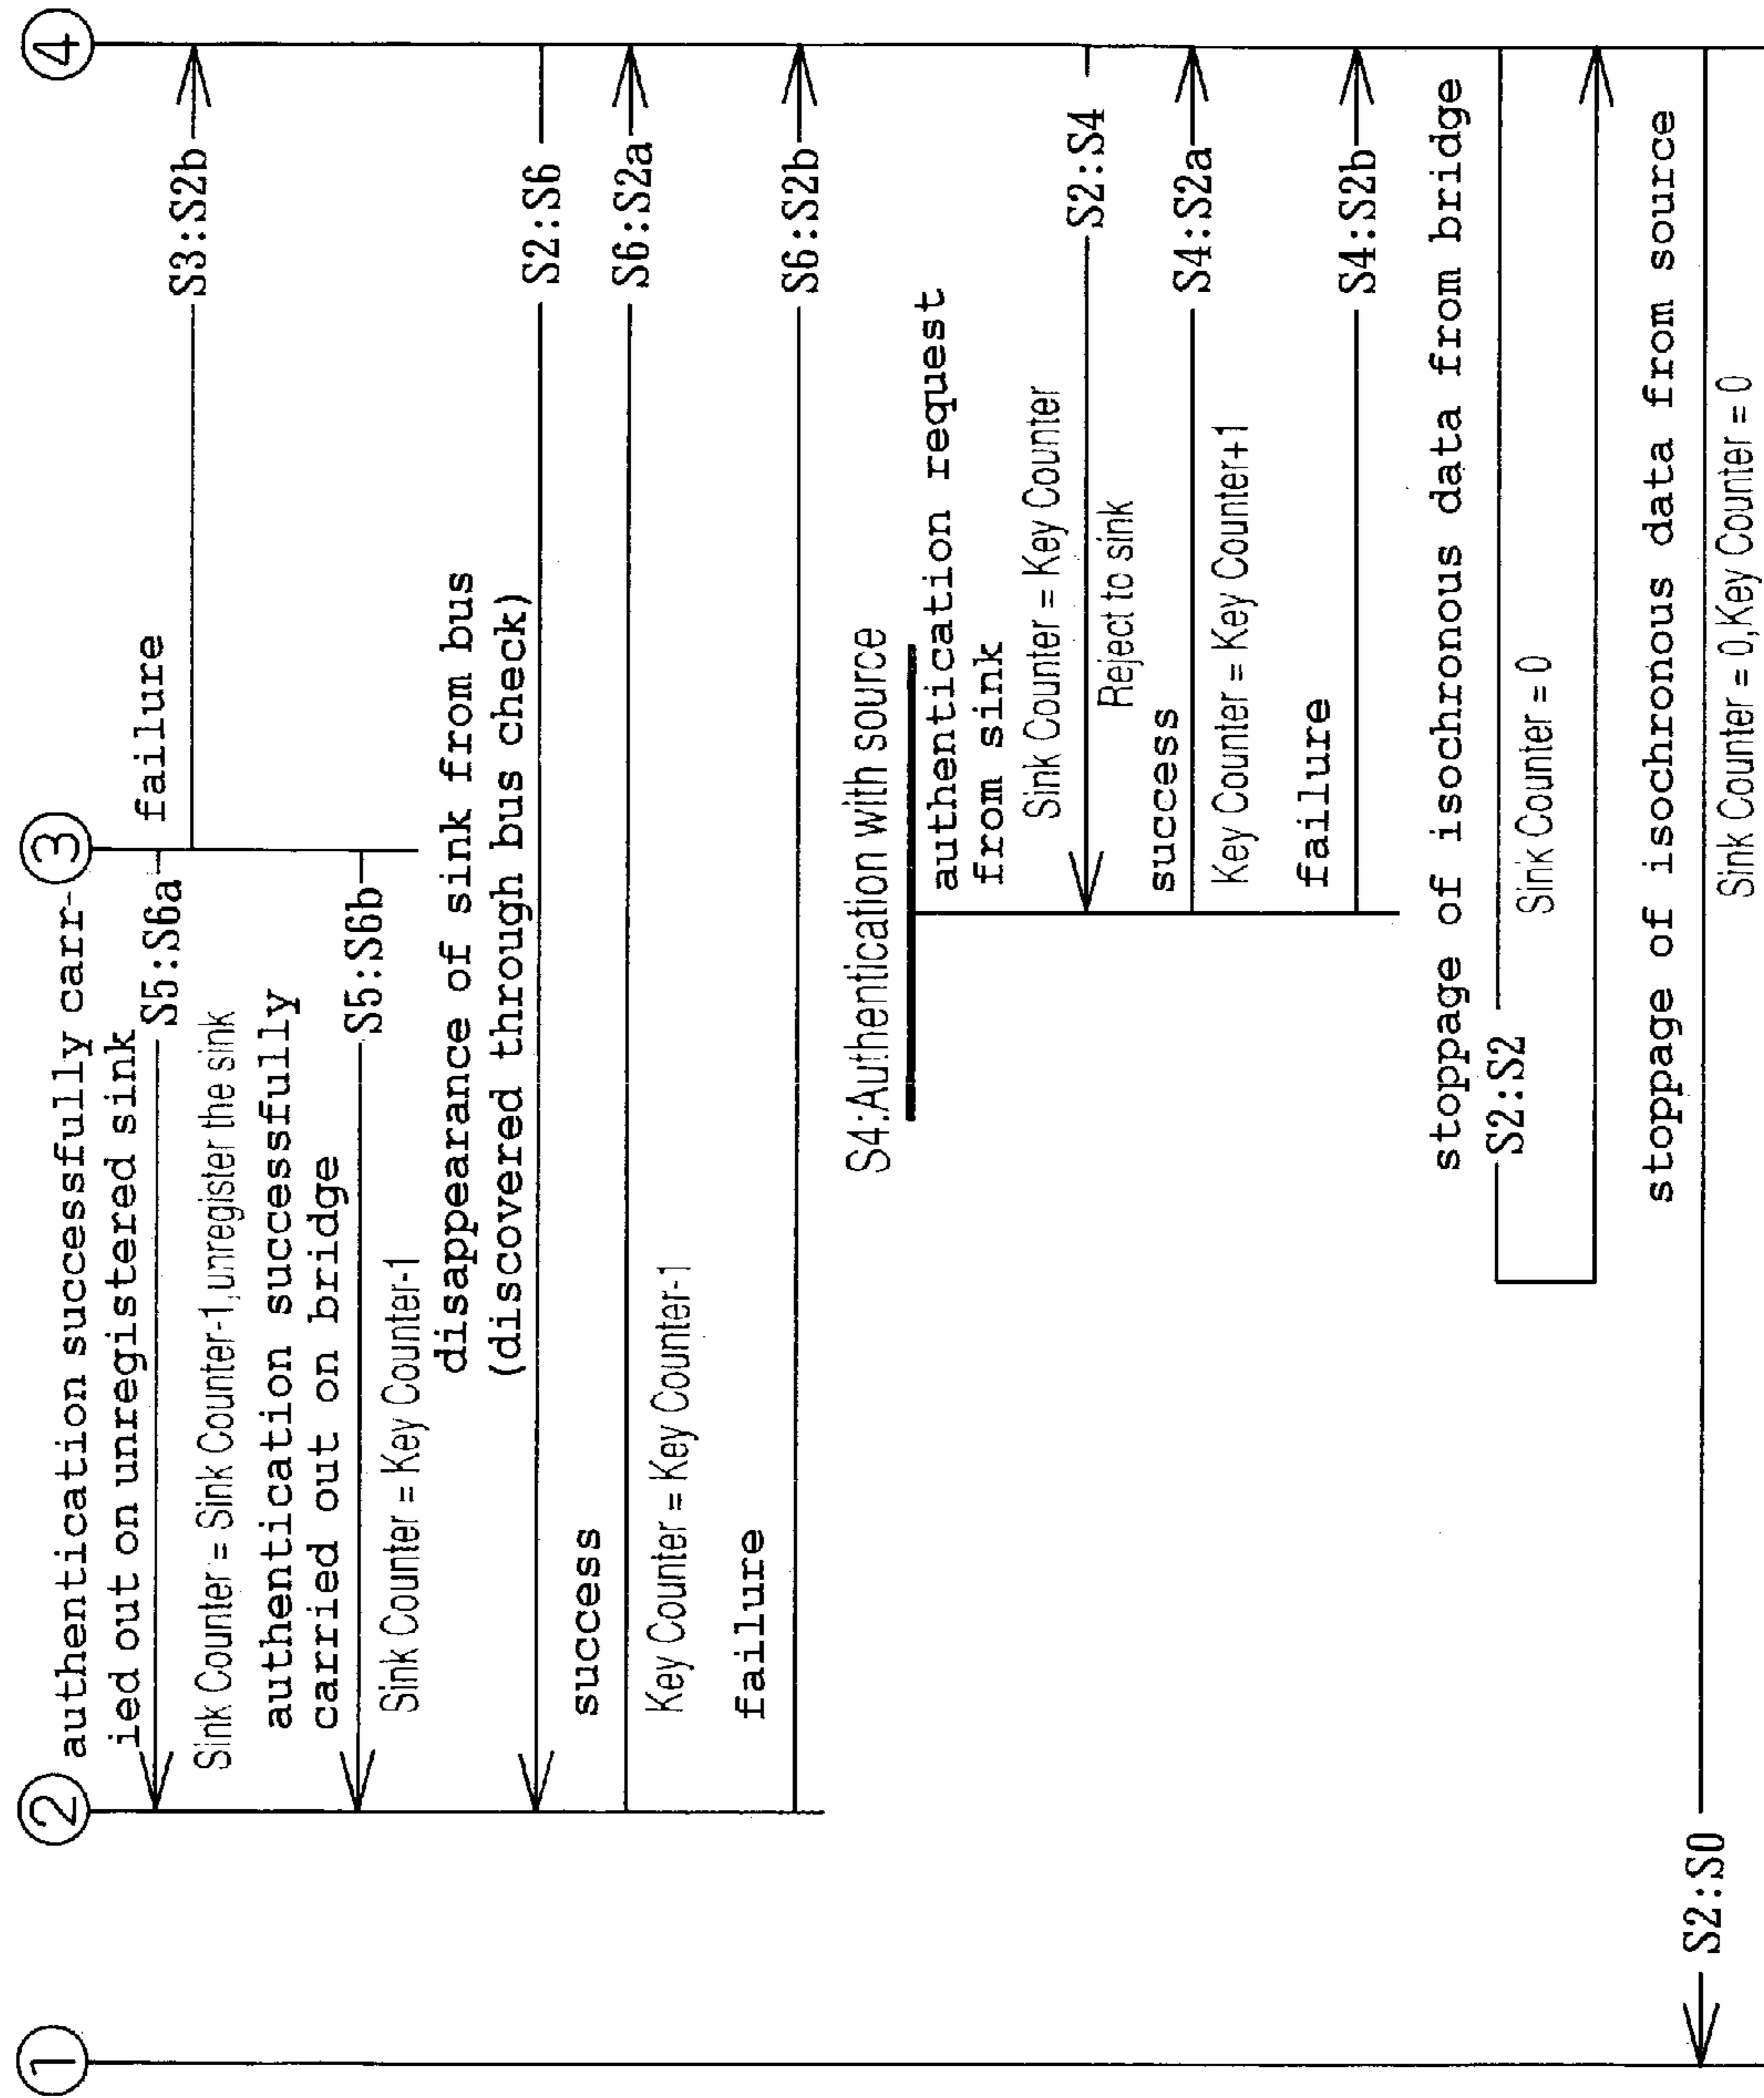 ①
②
③
④
authentication successfully carr-
ied out on unregistered sink
S5:S6a
failure
S3:S2b
Sink Counter = Sink Counter-1,unregister the sink
authentication successfully
carried out on bridge
S5:S6b
Sink Counter = Key Counter-1
disappearance of sink from bus
(discovered through bus check)
S2:S6
success
S6:S2a
Key Counter = Key Counter-1
failure
S6:S2b
S4:Authentication with source
authentication request
from sink
Sink Counter = Key Counter
S2:S4
Reject to sink
success
S4:S2a
Key Counter = Key Counter+1
failure
S4:S2b
stoppage of isochronous data from bridge
S2:S2
Sink Counter = 0
stoppage of isochronous data from source
S2:S0
Sink Counter = 0,Key Counter = 0